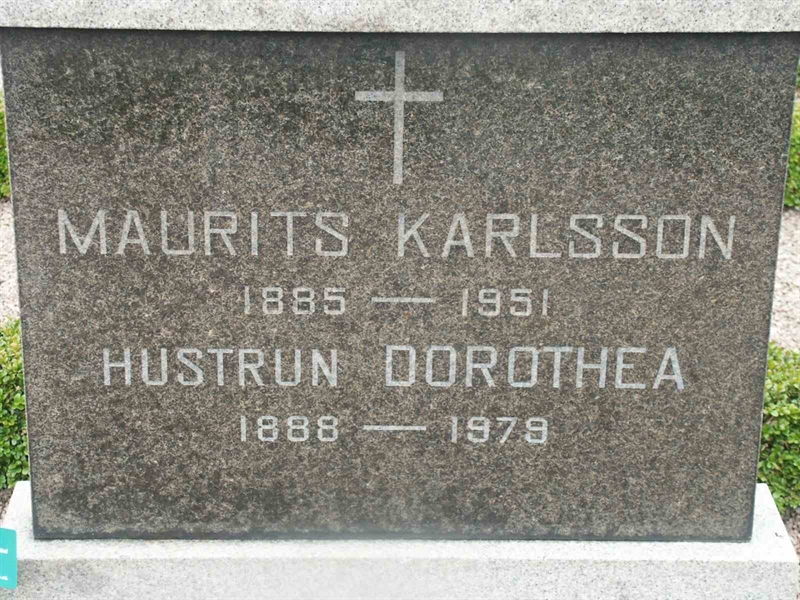 MAURITS KARLSSON
1885 — 1951
HUSTRUN DOROTHEA
1888 — 1979